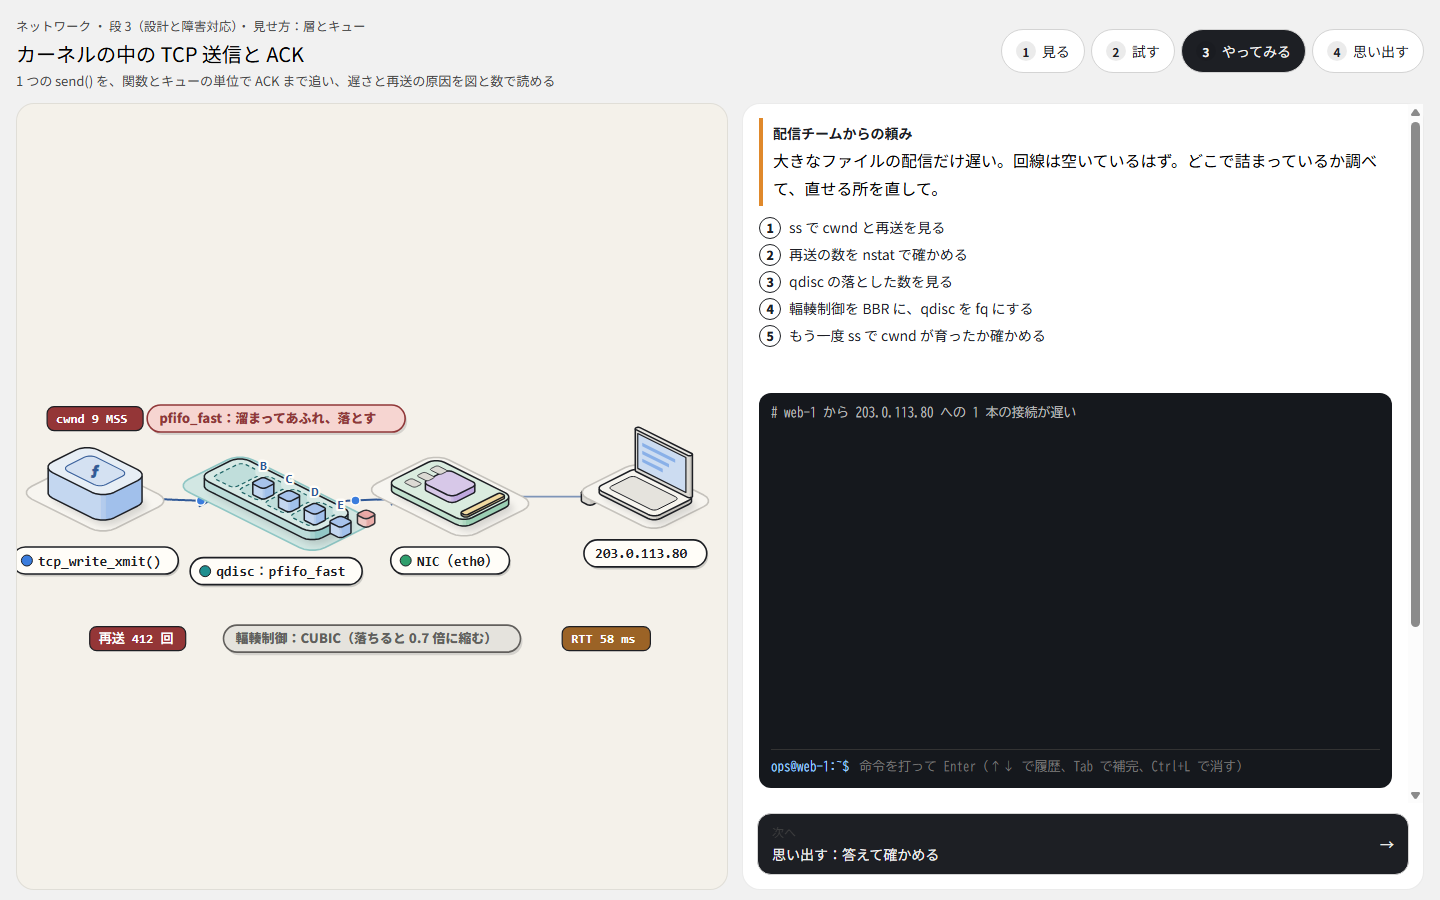 ネットワーク ・ 段 3（設計と障害対応）・ 見せ方：層とキュー
カーネルの中の TCP 送信と ACK
1 つの send() を、関数とキューの単位で ACK まで追い、遅さと再送の原因を図と数で読める
1 見る
2 試す
3 やってみる
4 思い出す
cwnd 9 MSS
pfifo_fast：溜まってあふれ、落とす
f
B
C
D
E
tcp_write_xmit()
qdisc：pfifo_fast
NIC（eth0）
203.0.113.80
再送 412 回
輻輳制御：CUBIC（落ちると 0.7 倍に縮む）
RTT 58 ms
配信チームからの頼み
大きなファイルの配信だけ遅い。回線は空いているはず。どこで詰まっているか調べ
て、直せる所を直して。
1 ss で cwnd と再送を見る
2 再送の数を nstat で確かめる
3 qdisc の落とした数を見る
4 輻輳制御を BBR に、qdisc を fq にする
5 もう一度 ss で cwnd が育ったか確かめる
# web-1 から 203.0.113.80 への 1 本の接続が遅い
ops@web-1:~$ 命令を打って Enter（↑↓ で履歴、Tab で補完、Ctrl+L で消す）
次へ
思い出す：答えて確かめる →